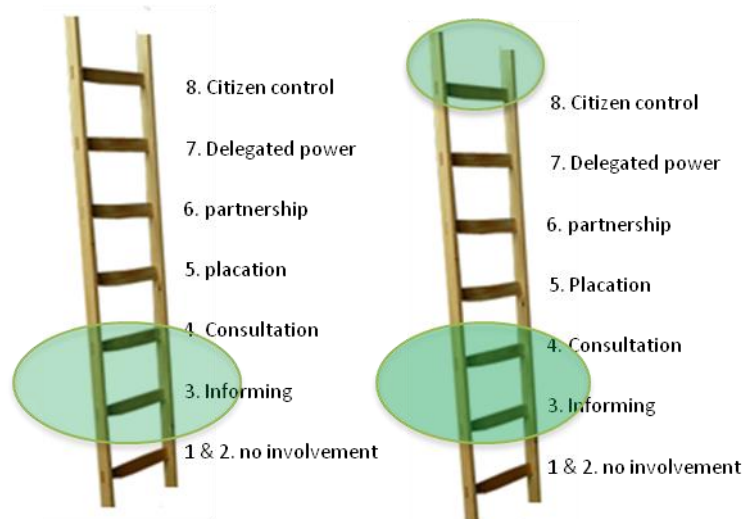 8. Citizen control
7. Delegated power
6. partnership
5. placation
4. Consultation
3. Informing
1 & 2. no involvement
8. Citizen control
7. Delegated power
6. partnership
5. Placation
4. Consultation
3. Informing
1 & 2. no involvement